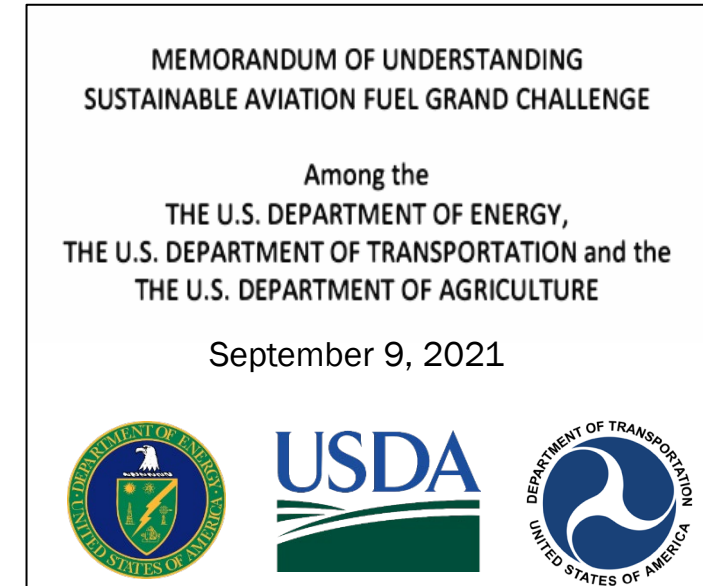 MEMORANDUM OF UNDERSTANDING
SUSTAINABLE AVIATION FUEL GRAND CHALLENGE
Among the
THE U.S. DEPARTMENT OF ENERGY,
THE U.S. DEPARTMENT OF TRANSPORTATION and the
THE U.S. DEPARTMENT OF AGRICULTURE
September 9, 2021
DEPARTMENT OF ENERGY
UNITED STATES OF AMERICA
USDA
DEPARTMENT OF TRANSPORTATION
UNITED STATES OF AMERICA